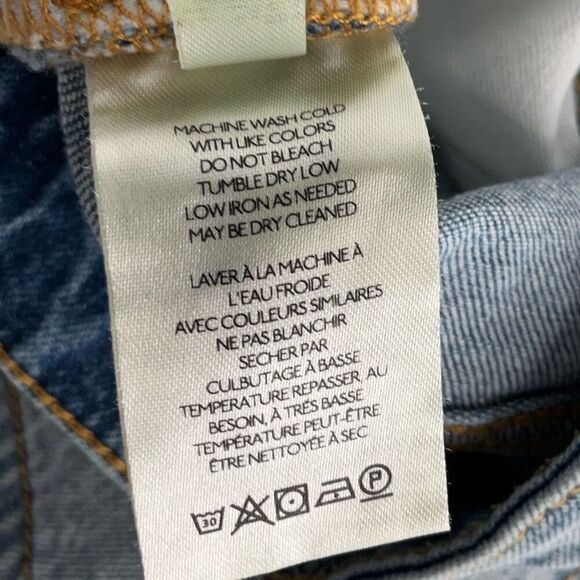 MACHINE WASH COLD
WITH LIKE COLORS
DO NOT BLEACH
TUMBLE DRY LOW
LOW IRON AS NEEDED
MAY BE DRY CLEANED
LAVER À LA MACHINE À
L'EAU FROIDE
AVEC COULEURS SIMILAIRES
NE PAS BLANCHIR
SECHER PAR
CULBUTAGE À BASSE
TEMPERATURE REPASSER AU
BESOIN, À TRÈS BASSE
TEMPÉRATURE PEUT-ÊTRE
ÊTRE NETTOYÉE À SEC
30 P